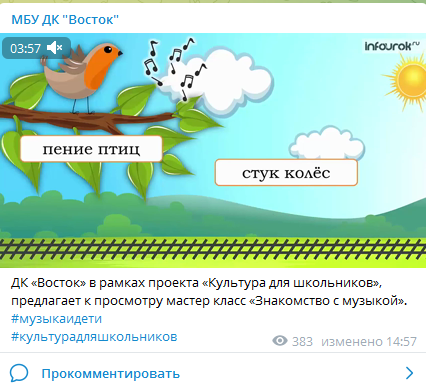 МБУ ДК "Восток"
03:57
infourok.ru
пение птиц
стук колёс
ДК «Восток» в рамках проекта «Культура для школьников»,
предлагает к просмотру мастер класс «Знакомство с музыкой».
#музыкаидети
#культурадляшкольников
383 изменено 14:57
Прокомментировать